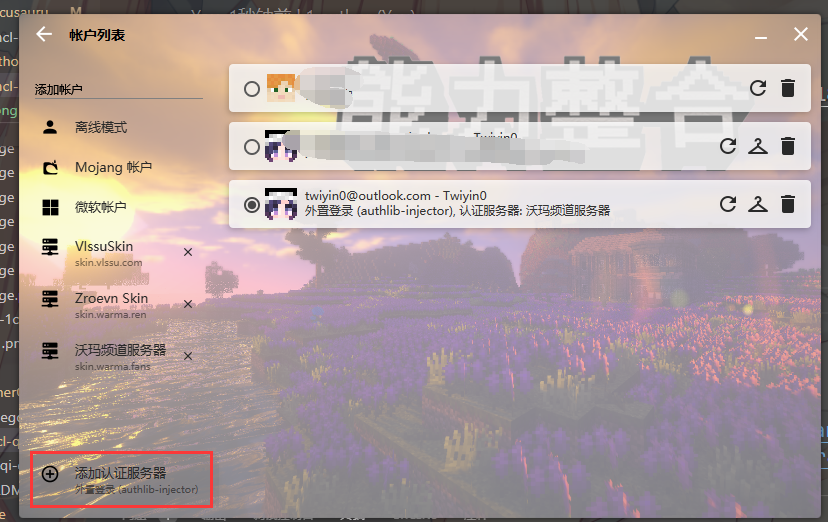 帐户列表
添加帐户
离线模式
Mojang 帐户
微软帐户
VlssuSkin
skin.vlssu.com
Zroevn Skin
skin.warma.ren
沃玛频道服务器
skin.warma.fans
添加认证服务器
外置登录 (authlib-injector)
能力整合
Twiyin0
twiyin0@outlook.com - Twiyin0
外置登录 (authlib-injector), 认证服务器: 沃玛频道服务器